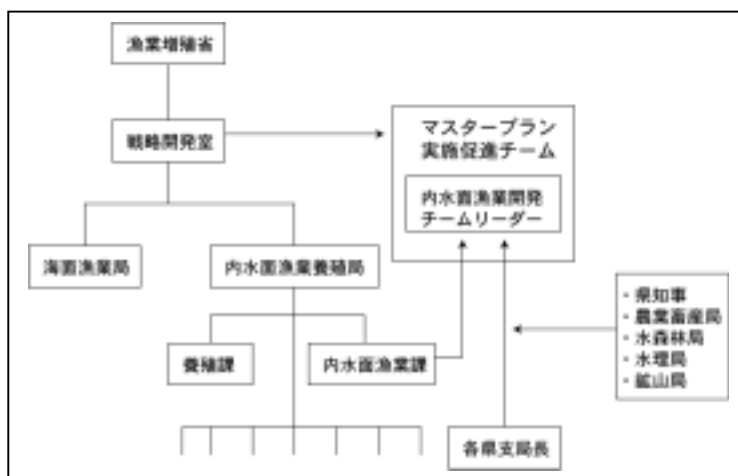 漁業増殖省
戦略開発室
マスタープラン
実施促進チーム
内水面漁業開発
チームリーダー
海面漁業局
内水面漁業養殖局
・県知事
・農業畜産局
・水森林局
・水理局
・鉱山局
養殖課
内水面漁業課
各県支局長